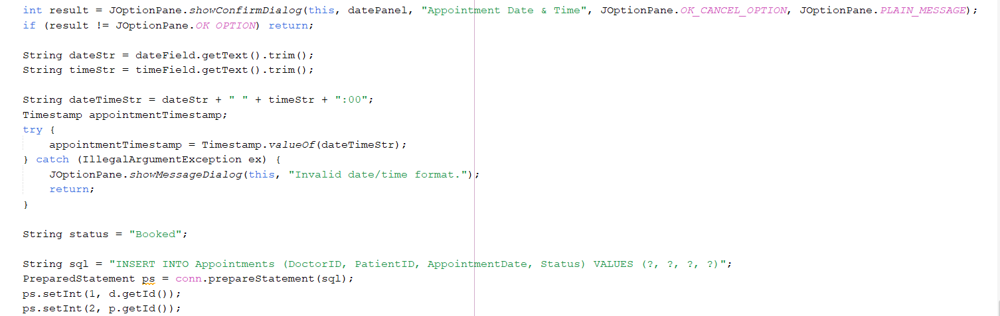 int result = JOptionPane.showConfirmDialog(this, datePanel, "Appointment Date & Time", JOptionPane.OK_CANCEL_OPTION, JOptionPane.PLAIN_MESSAGE);
if (result != JOptionPane.OK_OPTION) return;
String dateStr = dateField.getText().trim();
String timeStr = timeField.getText().trim();
String dateTimeStr = dateStr + " " + timeStr + ":00";
Timestamp appointmentTimestamp;
try {
appointmentTimestamp = Timestamp.valueOf(dateTimeStr);
} catch (IllegalArgumentException ex) {
JOptionPane.showMessageDialog(this, "Invalid date/time format.");
return;
}
String status = "Booked";
String sql = "INSERT INTO Appointments (DoctorID, PatientID, AppointmentDate, Status) VALUES (?, ?, ?, ?)";
PreparedStatement ps = conn.prepareStatement(sql);
ps.setInt(1, d.getId());
ps.setInt(2, p.getId());